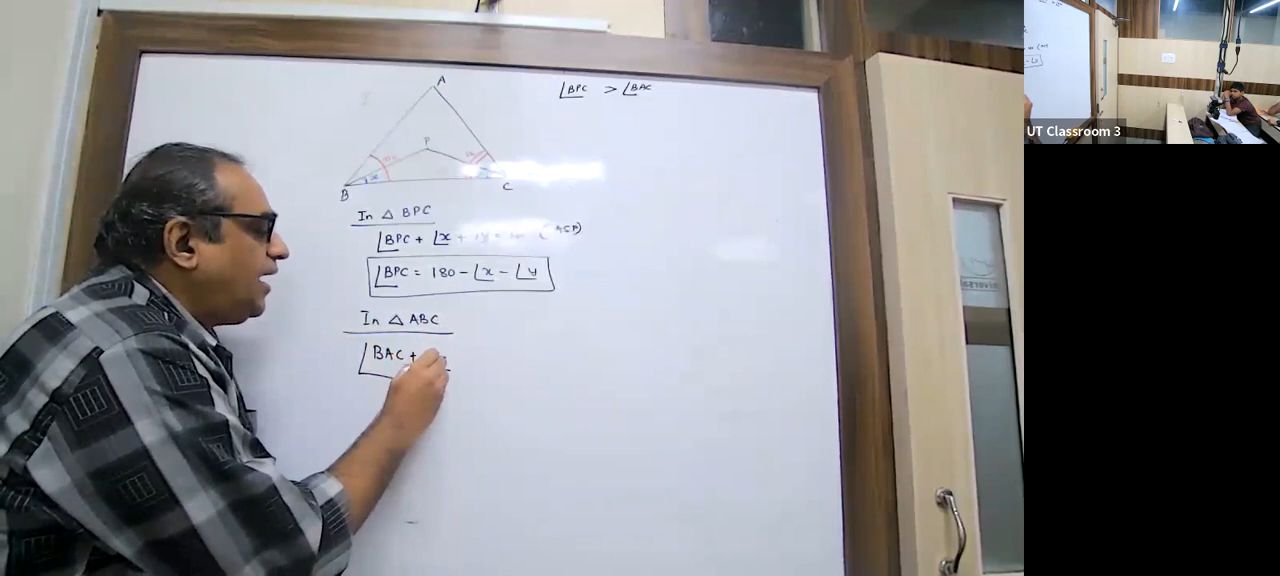 A
∠BPC > ∠BAC
P
B
x
C
In △ BPC
∠BPC + ∠x +
∠BPC = 180 - ∠x - ∠y
In △ ABC
∠BAC +
UT Classroom 3